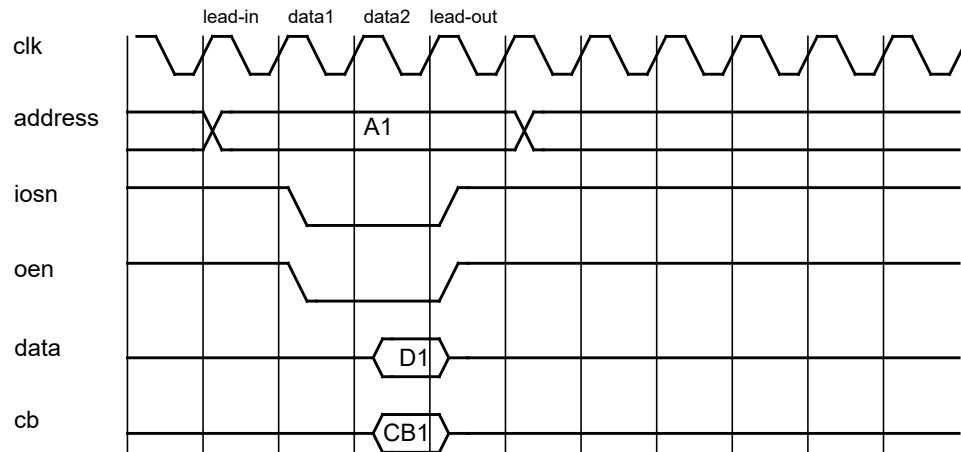 lead-in data1 data2 lead-out
clk
address A1
iosn
oen
data D1
cb CB1